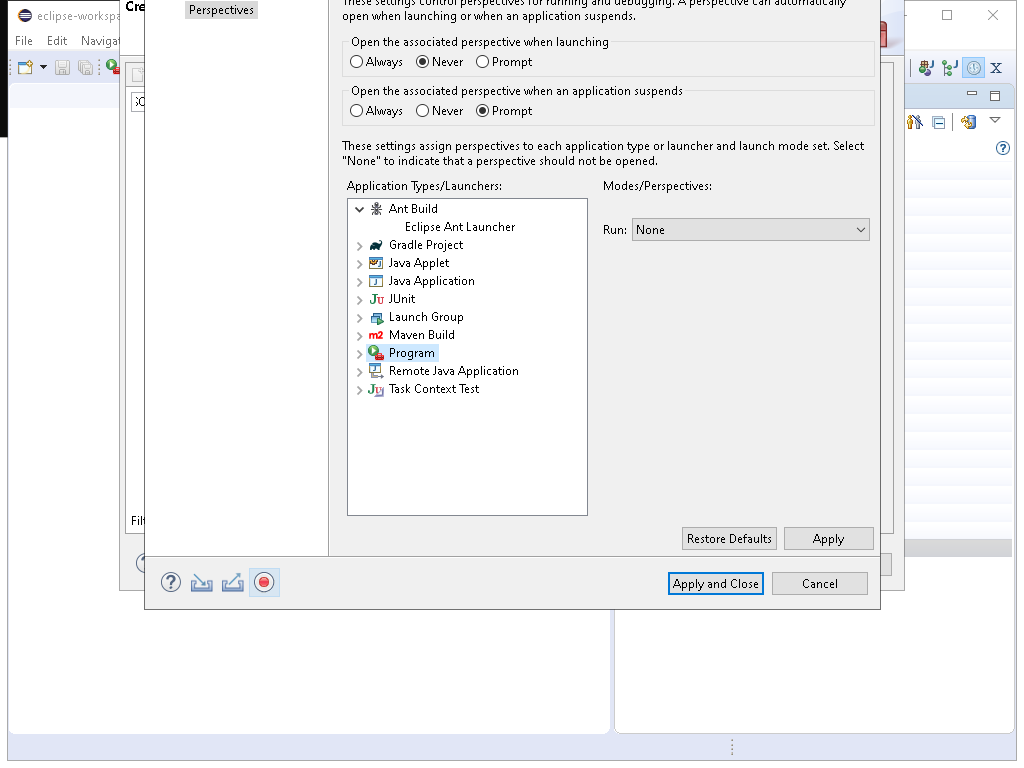 eclipse-workspa
Cre
Perspectives
These settings control perspectives for running and debugging. A perspective can automatically
open when launching or when an application suspends.
File Edit Navigat
Open the associated perspective when launching
Always Never Prompt
Open the associated perspective when an application suspends
Always Never Prompt
These settings assign perspectives to each application type or launcher and launch mode set. Select
"None" to indicate that a perspective should not be opened.
Application Types/Launchers:
Modes/Perspectives:
Ant Build
Eclipse Ant Launcher
Run: None
Gradle Project
Java Applet
Java Application
JUnit
Launch Group
Maven Build
Program
Remote Java Application
Task Context Test
Filt
Restore Defaults Apply
Apply and Close Cancel